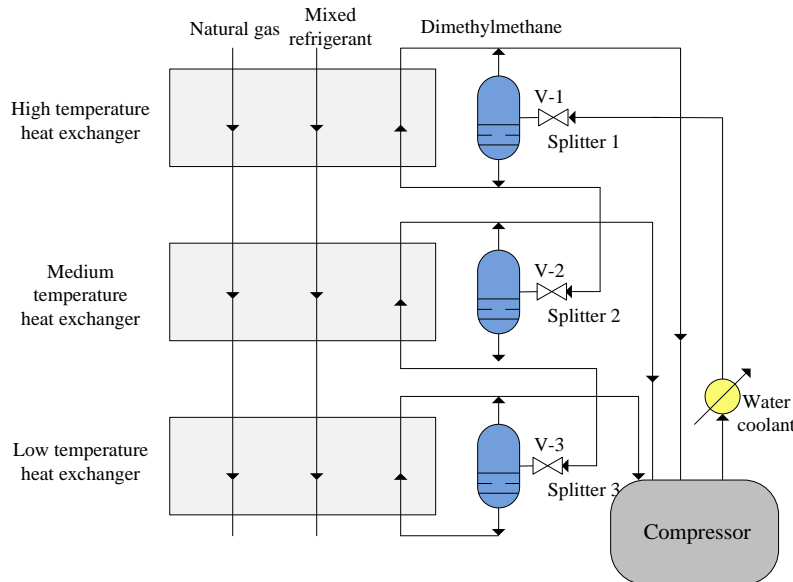 Natural gas
Mixed
refrigerant
Dimethylmethane
High temperature
heat exchanger
V-1
Splitter 1
Medium
temperature
heat exchanger
V-2
Splitter 2
Water
coolant
Low temperature
heat exchanger
V-3
Splitter 3
Compressor